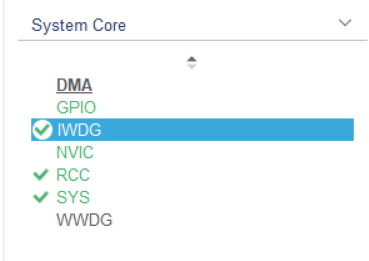 System Core
DMA
GPIO
IWDG
NVIC
RCC
SYS
WWDG